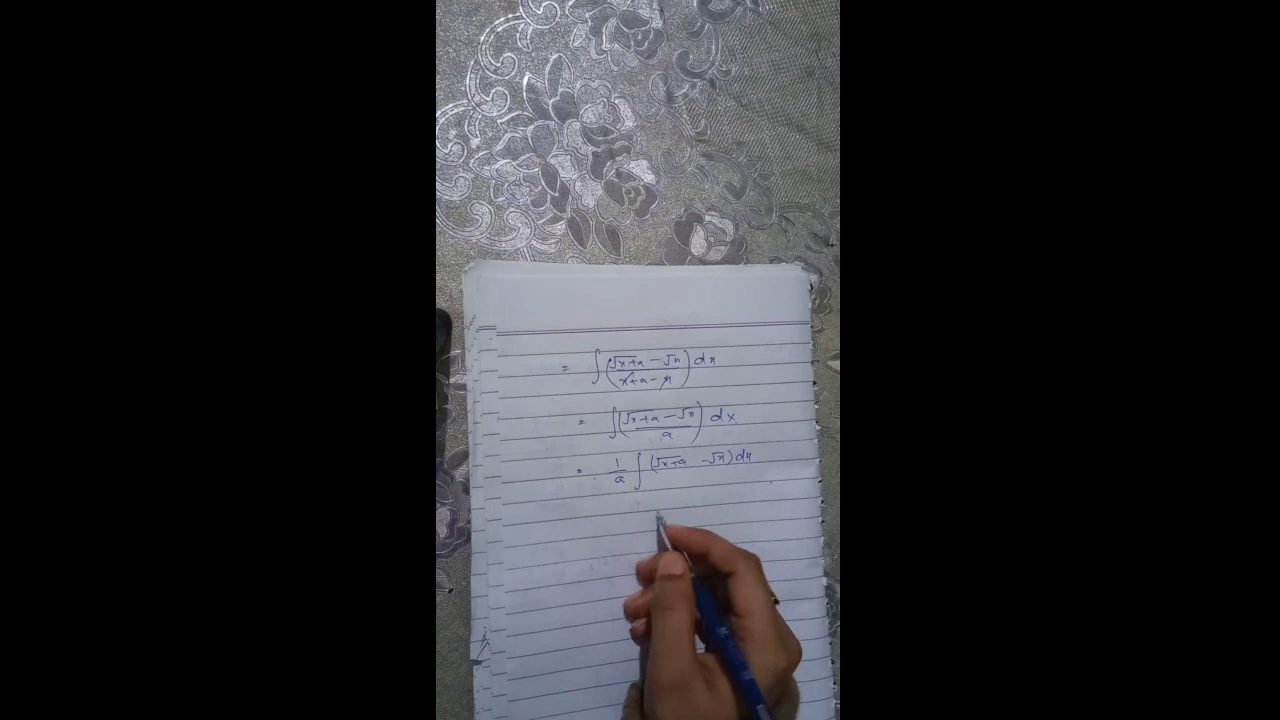 = ∫ (√x+a − √x / x+a−x) dx
= ∫ (√x+a − √x / a) dx
= 1/a ∫ (√x+a − √x) dx